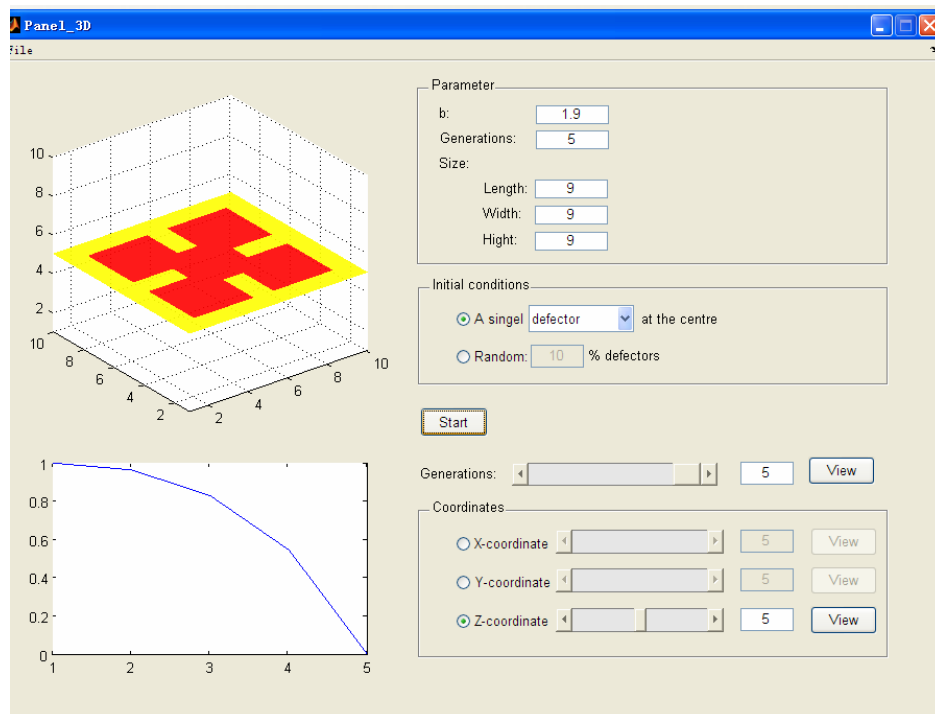 Panel_3D
File
10
8
6
4
2
10
8
6
4
2
2
4
6
8
10
1
0.8
0.6
0.4
0.2
0
1
2
3
4
5
Parameter
b: 1.9
Generations: 5
Size:
Length: 9
Width: 9
Hight: 9
Initial conditions
A singel defector at the centre
Random: 10 % defectors
Start
Generations: 5 View
Coordinates
X-coordinate 5 View
Y-coordinate 5 View
Z-coordinate 5 View